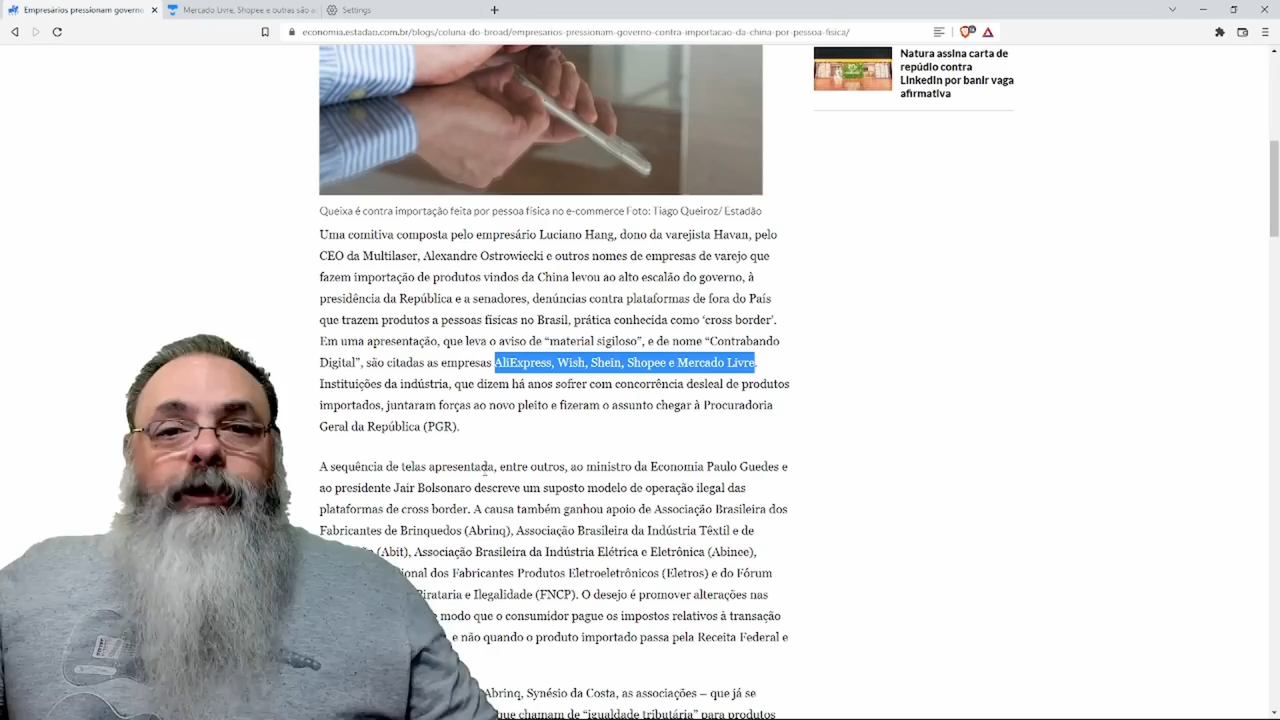 Empresários pressionam governo
Mercado Livre, Shopee e outras são a
Settings
economia.estadao.com.br/blogs/coluna-do-broad/empresarios-pressionam-governo-contra-importacao-da-china-por-pessoa-fisica/
Natura assina carta de
repúdio contra
LinkedIn por banir vaga
afirmativa
Queixa é contra importação feita por pessoa física no e-commerce Foto: Tiago Queiroz/ Estadão
Uma comitiva composta pelo empresário Luciano Hang, dono da varejista Havan, pelo
CEO da Multilaser, Alexandre Ostrowiecki e outros nomes de empresas de varejo que
fazem importação de produtos vindos da China levou ao alto escalão do governo, à
presidência da República e a senadores, denúncias contra plataformas de fora do País
que trazem produtos a pessoas físicas no Brasil, prática conhecida como ‘cross border’.
Em uma apresentação, que leva o aviso de “material sigiloso”, e de nome “Contrabando
Digital”, são citadas as empresas AliExpress, Wish, Shein, Shopee e Mercado Livre.
Instituições da indústria, que dizem há anos sofrer com concorrência desleal de produtos
importados, juntaram forças ao novo pleito e fizeram o assunto chegar à Procuradoria
Geral da República (PGR).
A sequência de telas apresentada, entre outros, ao ministro da Economia Paulo Guedes e
ao presidente Jair Bolsonaro descreve um suposto modelo de operação ilegal das
plataformas de cross border. A causa também ganhou apoio de Associação Brasileira dos
Fabricantes de Brinquedos (Abrinq), Associação Brasileira da Indústria Têxtil e de
(Abit), Associação Brasileira da Indústria Elétrica e Eletrônica (Abinee),
dos Fabricantes Produtos Eletroeletrônicos (Eletros) e do Fórum
Pirataria e Ilegalidade (FNCP). O desejo é promover alterações nas
modo que o consumidor pague os impostos relativos à transação
e não quando o produto importado passa pela Receita Federal e
Abrinq, Synésio da Costa, as associações – que já se
que chamam de “igualdade tributária” para produtos